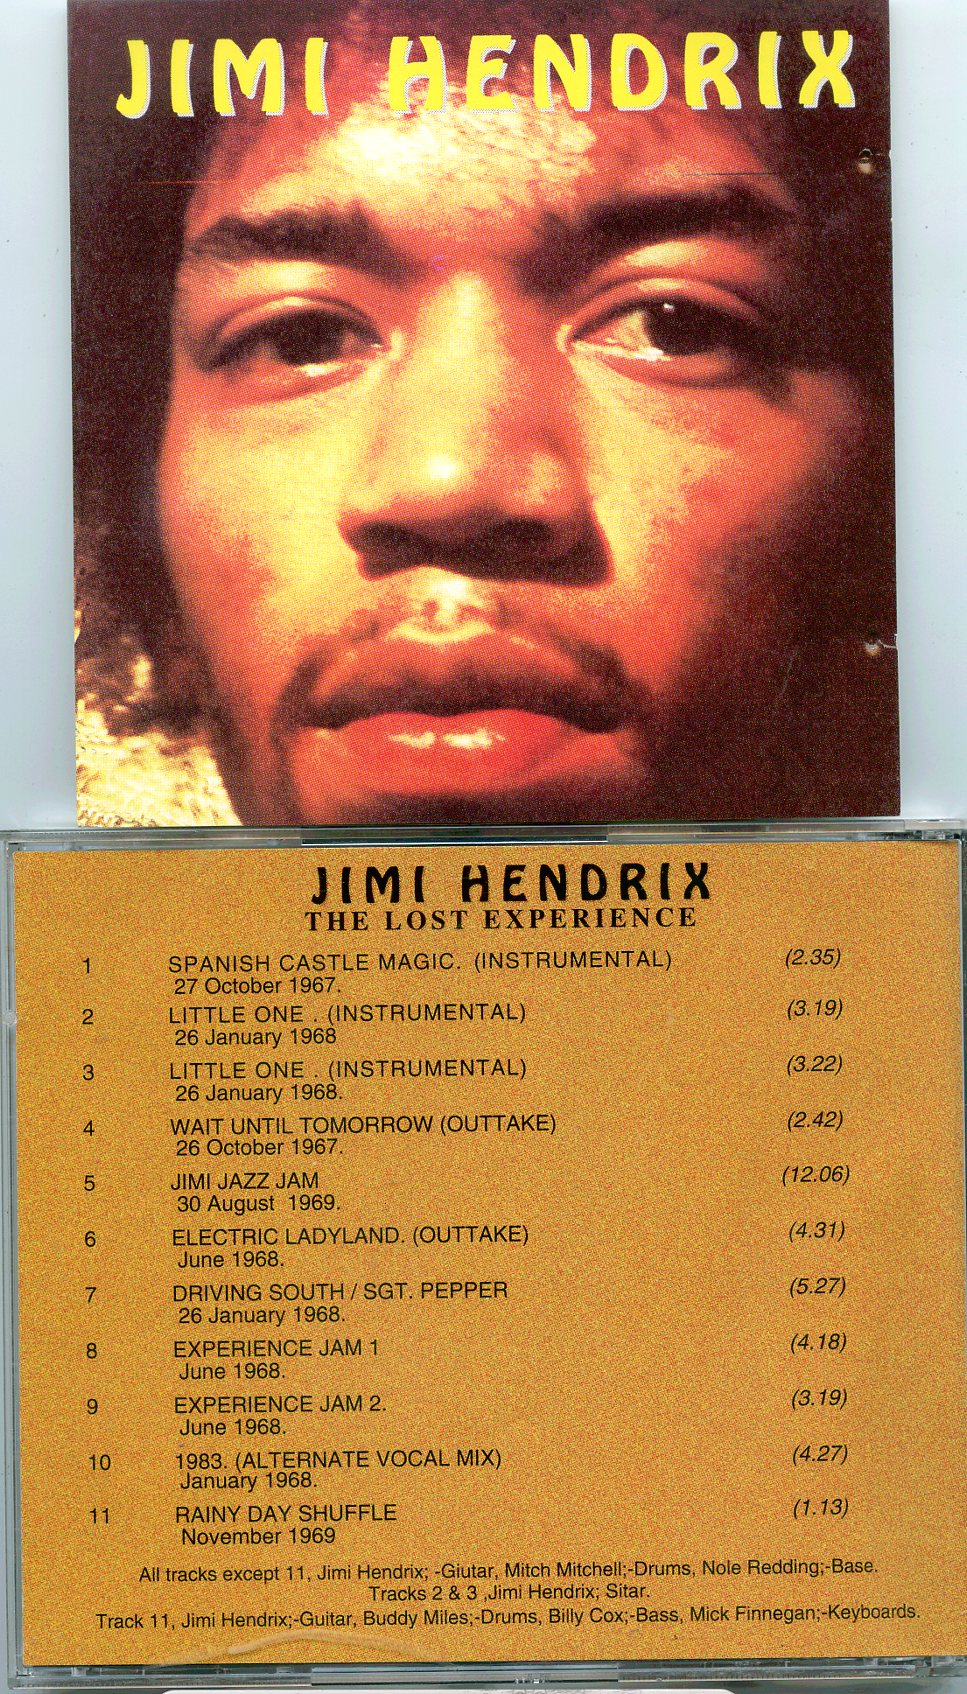 JIMI HENDRIX
JIMI HENDRIX
THE LOST EXPERIENCE
1 SPANISH CASTLE MAGIC. (INSTRUMENTAL) (2.35)
27 October 1967.
2 LITTLE ONE . (INSTRUMENTAL) (3.19)
26 January 1968
3 LITTLE ONE . (INSTRUMENTAL) (3.22)
26 January 1968.
4 WAIT UNTIL TOMORROW (OUTTAKE) (2.42)
26 October 1967.
5 JIMI JAZZ JAM (12.06)
30 August 1969.
6 ELECTRIC LADYLAND. (OUTTAKE) (4.31)
June 1968.
7 DRIVING SOUTH / SGT. PEPPER (5.27)
26 January 1968.
8 EXPERIENCE JAM 1 (4.18)
June 1968.
9 EXPERIENCE JAM 2. (3.19)
June 1968.
10 1983. (ALTERNATE VOCAL MIX) (4.27)
January 1968.
11 RAINY DAY SHUFFLE (1.13)
November 1969
All tracks except 11, Jimi Hendrix; -Giutar, Mitch Mitchell;-Drums, Nole Redding;-Base.
Tracks 2 & 3 ,Jimi Hendrix; Sitar.
Track 11, Jimi Hendrix;-Guitar, Buddy Miles;-Drums, Billy Cox;-Bass, Mick Finnegan;-Keyboards.